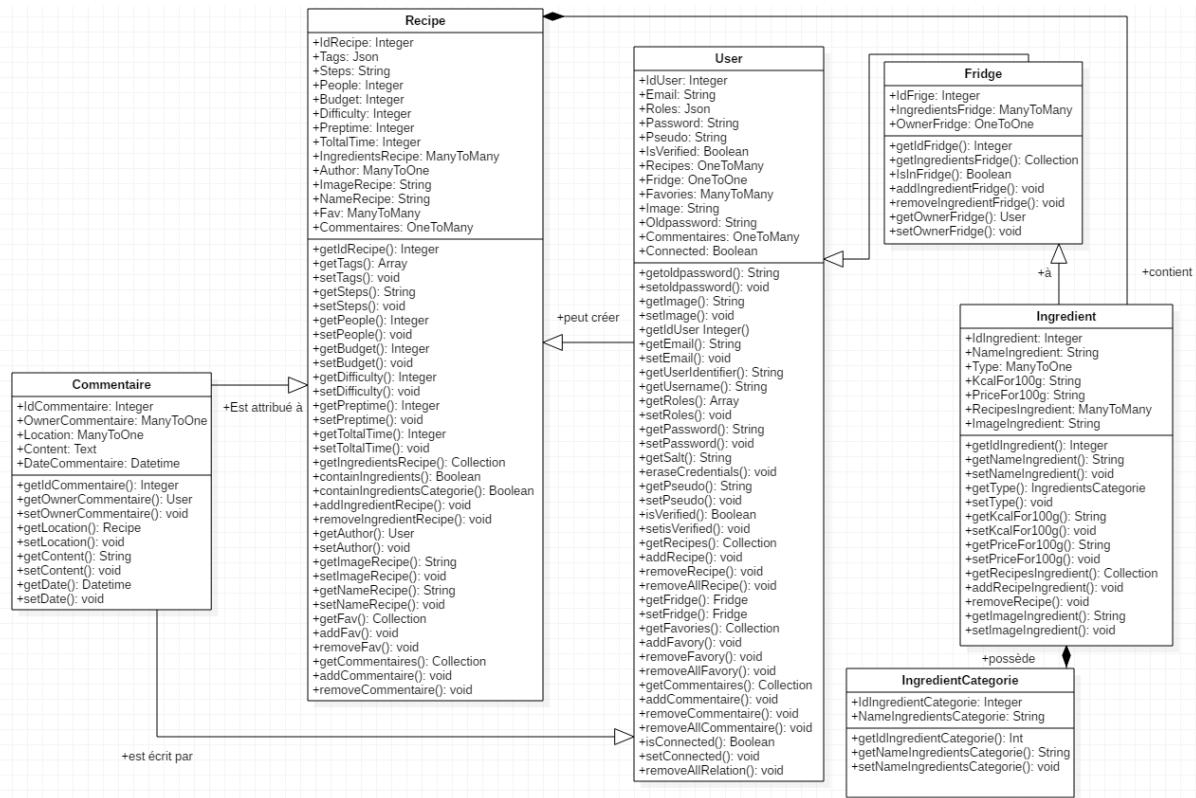 Recipe
+IdRecipe: Integer
+Tags: Json
+Steps: String
+People: Integer
+Budget: Integer
+Difficulty: Integer
+Preptime: Integer
+ToltalTime: Integer
+IngredientsRecipe: ManyToMany
+Author: ManyToOne
+ImageRecipe: String
+NameRecipe: String
+Fav: ManyToMany
+Commentaires: OneToMany
+getIdRecipe(): Integer
+getTags(): Array
+setTags(): void
+getSteps(): String
+setSteps(): void
+getPeople(): Integer
+setPeople(): void
+getBudget(): Integer
+setBudget(): void
+getDifficulty(): Integer
+setDifficulty(): void
+getPreptime(): Integer
+setPreptime(): void
+getToltalTime(): Integer
+setToltalTime(): void
+getIngredientsRecipe(): Collection
+containIngredients(): Boolean
+containIngredientsCategorie(): Boolean
+addIngredientRecipe(): void
+removeIngredientRecipe(): void
+getAuthor(): User
+setAuthor(): void
+getImageRecipe(): String
+setImageRecipe(): void
+getNameRecipe(): String
+setNameRecipe(): void
+getFav(): Collection
+addFav(): void
+removeFav(): void
+getCommentaires(): Collection
+addCommentaire(): void
+removeCommentaire(): void
User
+IdUser: Integer
+Email: String
+Roles: Json
+Password: String
+Pseudo: String
+IsVerified: Boolean
+Recipes: OneToMany
+Fridge: OneToOne
+Favories: ManyToMany
+Image: String
+Oldpassword: String
+Commentaires: OneToMany
+Connected: Boolean
+getoldpassword(): String
+setoldpassword(): void
+getImage(): String
+setImage(): void
+getIdUser Integer()
+getEmail(): String
+setEmail(): void
+getUserIdentifier(): String
+getUsername(): String
+getRoles(): Array
+setRoles(): void
+getPassword(): String
+setPassword(): void
+getSalt(): String
+eraseCredentials(): void
+getPseudo(): String
+setPseudo(): void
+isVerified(): Boolean
+setisVerified(): void
+getRecipes(): Collection
+addRecipe(): void
+removeRecipe(): void
+removeAllRecipe(): void
+getFridge(): Fridge
+setFridge(): Fridge
+getFavories(): Collection
+addFavory(): void
+removeFavory(): void
+removeAllFavory(): void
+getCommentaires(): Collection
+addCommentaire(): void
+removeCommentaire(): void
+removeAllCommentaire(): void
+isConnected(): Boolean
+setConnected(): void
+removeAllRelation(): void
Fridge
+IdFrige: Integer
+IngredientsFridge: ManyToMany
+OwnerFridge: OneToOne
+getIdFridge(): Integer
+getIngredientsFridge(): Collection
+IsInFridge(): Boolean
+addIngredientFridge(): void
+removeIngredientFridge(): void
+getOwnerFridge(): User
+setOwnerFridge(): void
+à
+contient
+peut créer
Ingredient
+IdIngredient: Integer
+NameIngredient: String
+Type: ManyToOne
+KcalFor100g: String
+PriceFor100g: String
+RecipesIngredient: ManyToMany
+ImageIngredient: String
+getIdIngredient(): Integer
+getNameIngredient(): String
+setNameIngredient(): void
+getType(): IngredientsCategorie
+setType(): void
+getKcalFor100g(): String
+setKcalFor100g(): void
+getPriceFor100g(): String
+setPriceFor100g(): void
+getRecipesIngredient(): Collection
+addRecipeIngredient(): void
+removeRecipe(): void
+getImageIngredient(): String
+setImageIngredient(): void
+possède
IngredientCategorie
+IdIngredientCategorie: Integer
+NameIngredientsCategorie: String
+getIdIngredientCategorie(): Int
+getNameIngredientsCategorie(): String
+setNameIngredientsCategorie(): void
Commentaire
+IdCommentaire: Integer
+OwnerCommentaire: ManyToOne
+Location: ManyToOne
+Content: Text
+DateCommentaire: Datetime
+getIdCommentaire(): Integer
+getOwnerCommentaire(): User
+setOwnerCommentaire(): void
+getLocation(): Recipe
+setLocation(): void
+getContent(): String
+setContent(): void
+getDate(): Datetime
+setDate(): void
+Est attribué à
+est écrit par